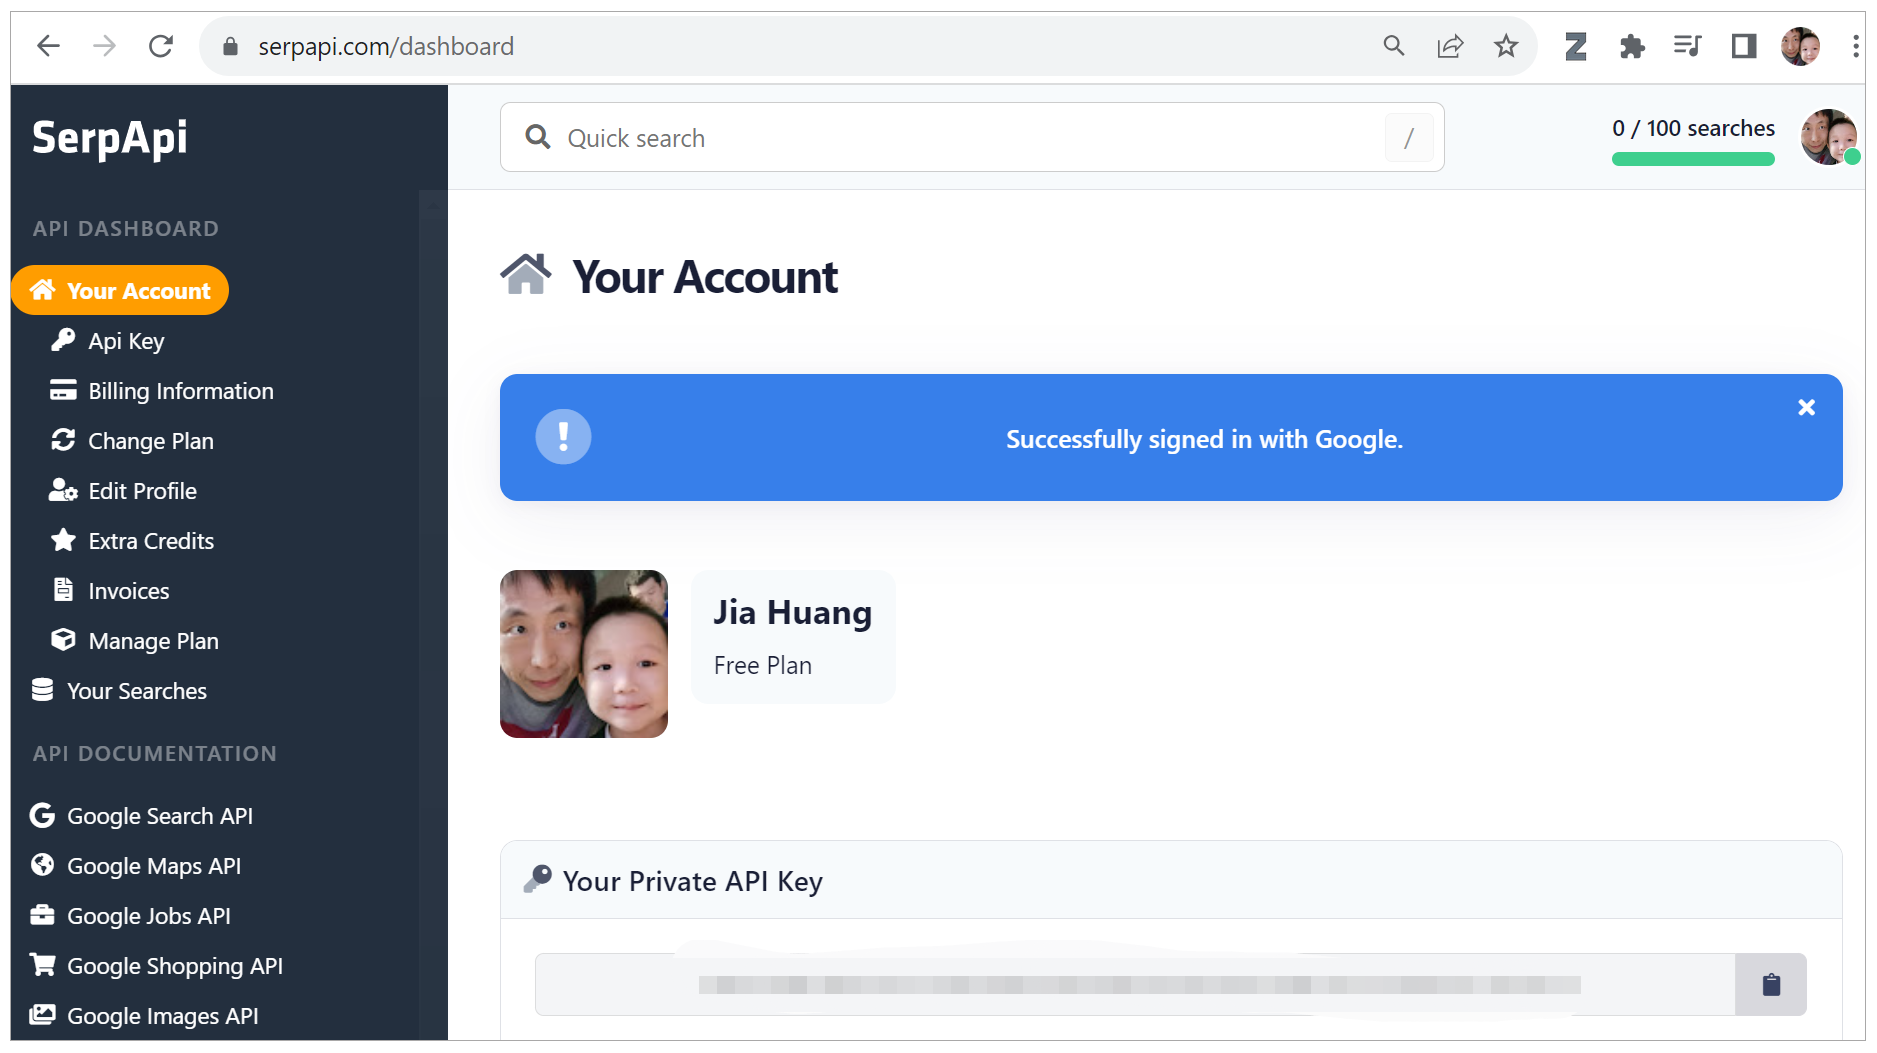 serpapi.com/dashboard
SerpApi
Quick search
/
0 / 100 searches
API DASHBOARD
Your Account
Api Key
Billing Information
Change Plan
Edit Profile
Extra Credits
Invoices
Manage Plan
Your Searches
API DOCUMENTATION
Google Search API
Google Maps API
Google Jobs API
Google Shopping API
Google Images API
Your Account
Successfully signed in with Google.
Jia Huang
Free Plan
Your Private API Key